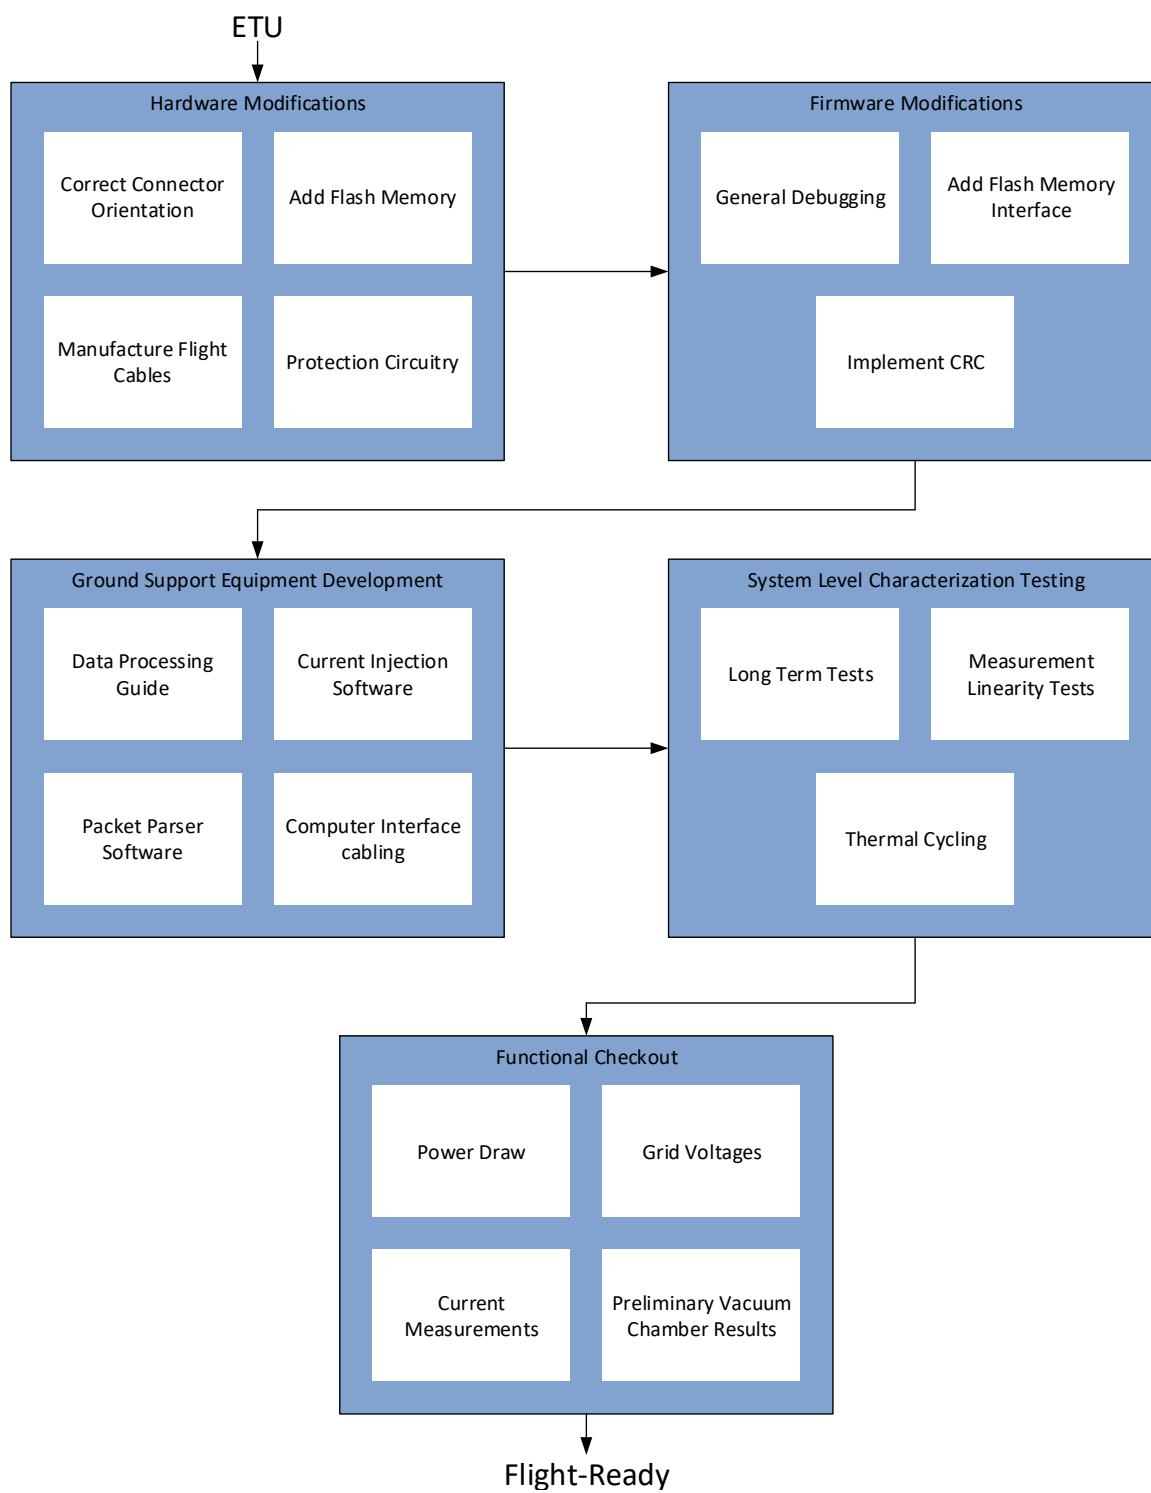 ETU
Hardware Modifications
Correct Connector
Orientation
Add Flash Memory
Manufacture Flight
Cables
Protection Circuitry
Firmware Modifications
General Debugging
Add Flash Memory
Interface
Implement CRC
Ground Support Equipment Development
Data Processing
Guide
Current Injection
Software
Packet Parser
Software
Computer Interface
cabling
System Level Characterization Testing
Long Term Tests
Measurement
Linearity Tests
Thermal Cycling
Functional Checkout
Power Draw
Grid Voltages
Current
Measurements
Preliminary Vacuum
Chamber Results
Flight-Ready